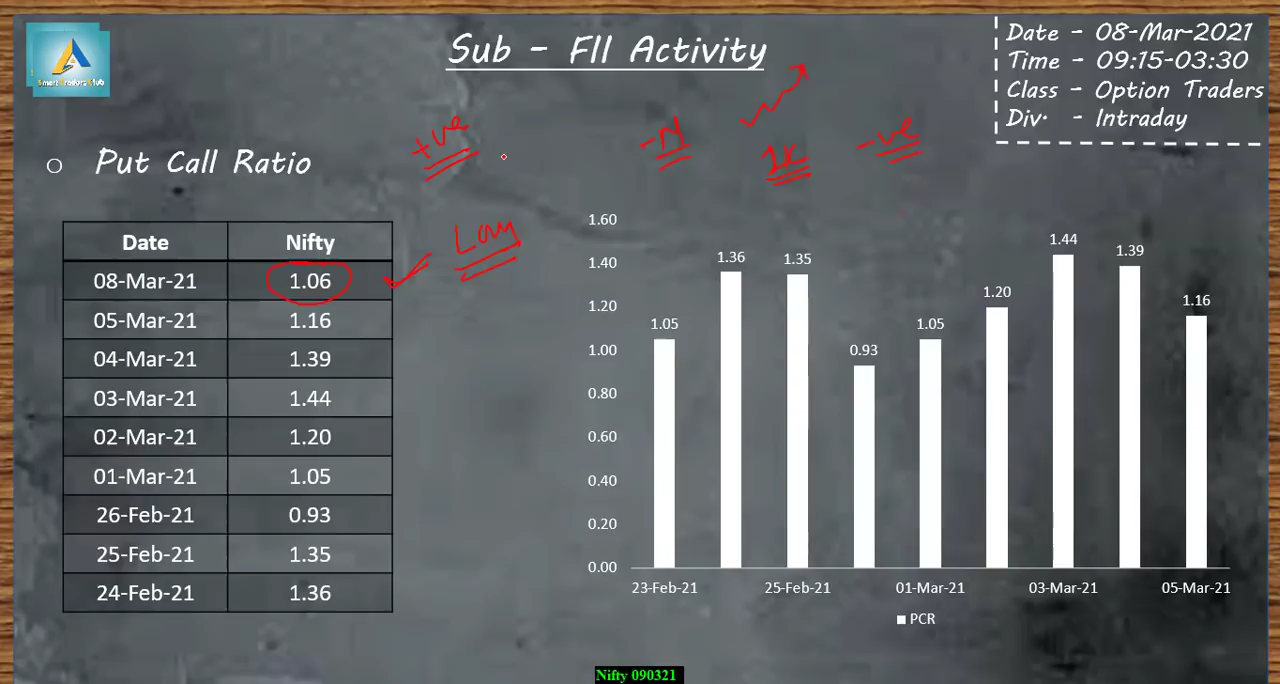 Sub - FII Activity
Date - 08-Mar-2021
Time - 09:15-03:30
Class - Option Traders
Div· - Intraday
Smart Traders Club
Put Call Ratio
+ve
-ve
1K
Date Nifty
08-Mar-21 1.06
05-Mar-21 1.16
04-Mar-21 1.39
03-Mar-21 1.44
02-Mar-21 1.20
01-Mar-21 1.05
26-Feb-21 0.93
25-Feb-21 1.35
24-Feb-21 1.36
1.60
1.40
1.20
1.00
0.80
0.60
0.40
0.20
0.00
1.05 1.36 1.35 0.93 1.05 1.20 1.44 1.39 1.16
23-Feb-21 25-Feb-21 01-Mar-21 03-Mar-21 05-Mar-21
PCR
Nifty 090321